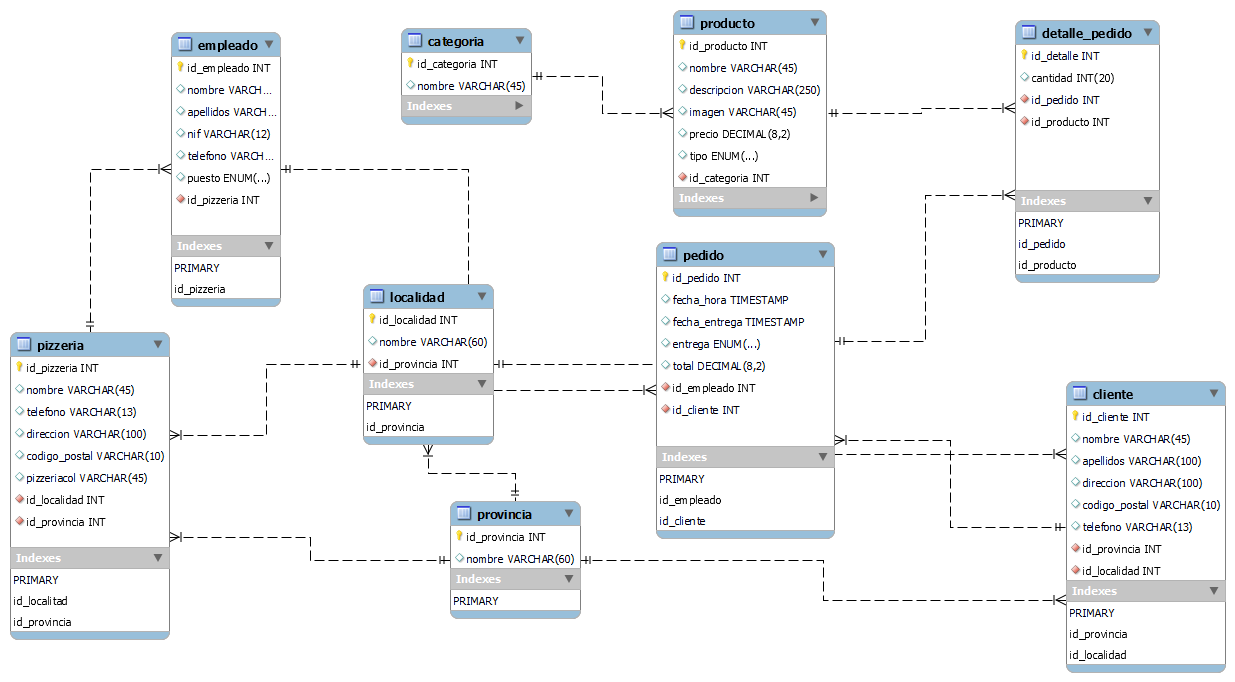 empleado
id_empleado INT
nombre VARCH...
apellidos VARCH...
nif VARCHAR(12)
telefono VARCH...
puesto ENUM(...)
id_pizzeria INT
Indexes
PRIMARY
id_pizzeria
categoria
id_categoria INT
nombre VARCHAR(45)
Indexes
producto
id_producto INT
nombre VARCHAR(45)
descripcion VARCHAR(250)
imagen VARCHAR(45)
precio DECIMAL(8,2)
tipo ENUM(...)
id_categoria INT
Indexes
detalle_pedido
id_detalle INT
cantidad INT(20)
id_pedido INT
id_producto INT
Indexes
PRIMARY
id_pedido
id_producto
pizzeria
id_pizzeria INT
nombre VARCHAR(45)
telefono VARCHAR(13)
direccion VARCHAR(100)
codigo_postal VARCHAR(10)
pizzeriacol VARCHAR(45)
id_localidad INT
id_provincia INT
Indexes
PRIMARY
id_localitad
id_provincia
localidad
id_localidad INT
nombre VARCHAR(60)
id_provincia INT
Indexes
PRIMARY
id_provincia
provincia
id_provincia INT
nombre VARCHAR(60)
Indexes
PRIMARY
pedido
id_pedido INT
fecha_hora TIMESTAMP
fecha_entrega TIMESTAMP
entrega ENUM(...)
total DECIMAL(8,2)
id_empleado INT
id_cliente INT
Indexes
PRIMARY
id_empleado
id_cliente
cliente
id_cliente INT
nombre VARCHAR(45)
apellidos VARCHAR(100)
direccion VARCHAR(100)
codigo_postal VARCHAR(10)
telefono VARCHAR(13)
id_provincia INT
id_localidad INT
Indexes
PRIMARY
id_provincia
id_localidad